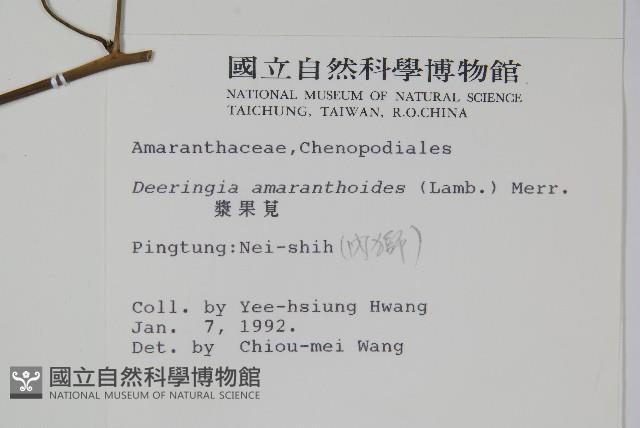 國立自然科學博物館
NATIONAL MUSEUM OF NATURAL SCIENCE
TAICHUNG, TAIWAN, R.O.CHINA
Amaranthaceae,Chenopodiales
Deeringia amaranthoides (Lamb.) Merr.
漿果莧
Pingtung:Nei-shih (內獅)
Coll. by Yee-hsiung Hwang
Jan. 7, 1992.
Det. by Chiou-mei Wang
國立自然科學博物館
NATIONAL MUSEUM OF NATURAL SCIENCE